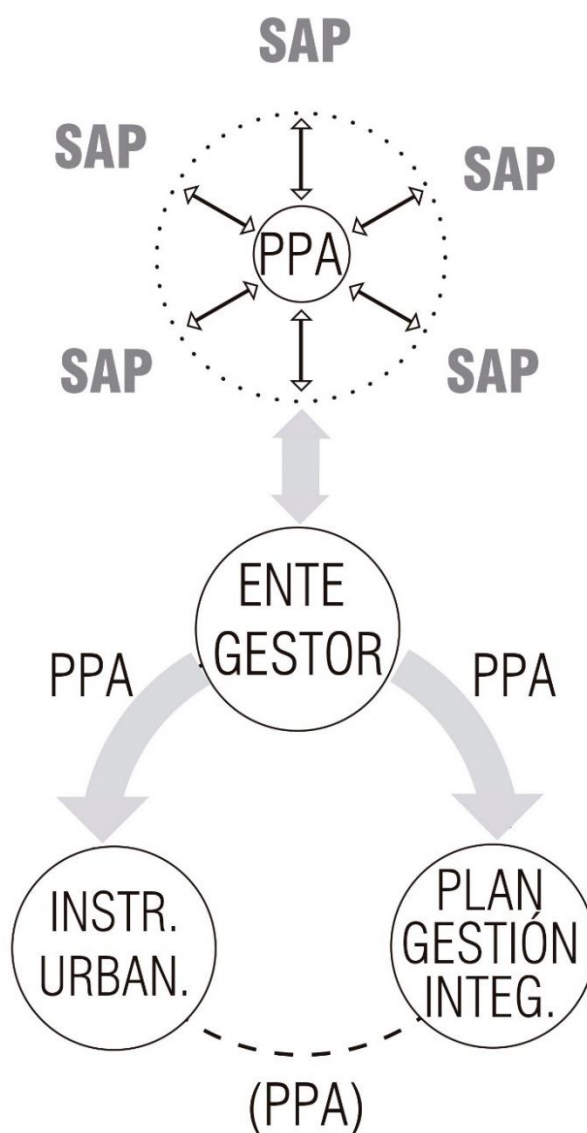 SAP
SAP
SAP
PPA
SAP
SAP
ENTE
GESTOR
PPA
PPA
INSTR.
URBAN.
PLAN
GESTIÓN
INTEG.
(PPA)